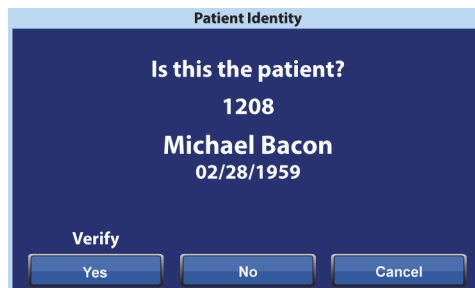 Patient Identity
Is this the patient?
1208
Michael Bacon
02/28/1959
Verify
Yes No Cancel